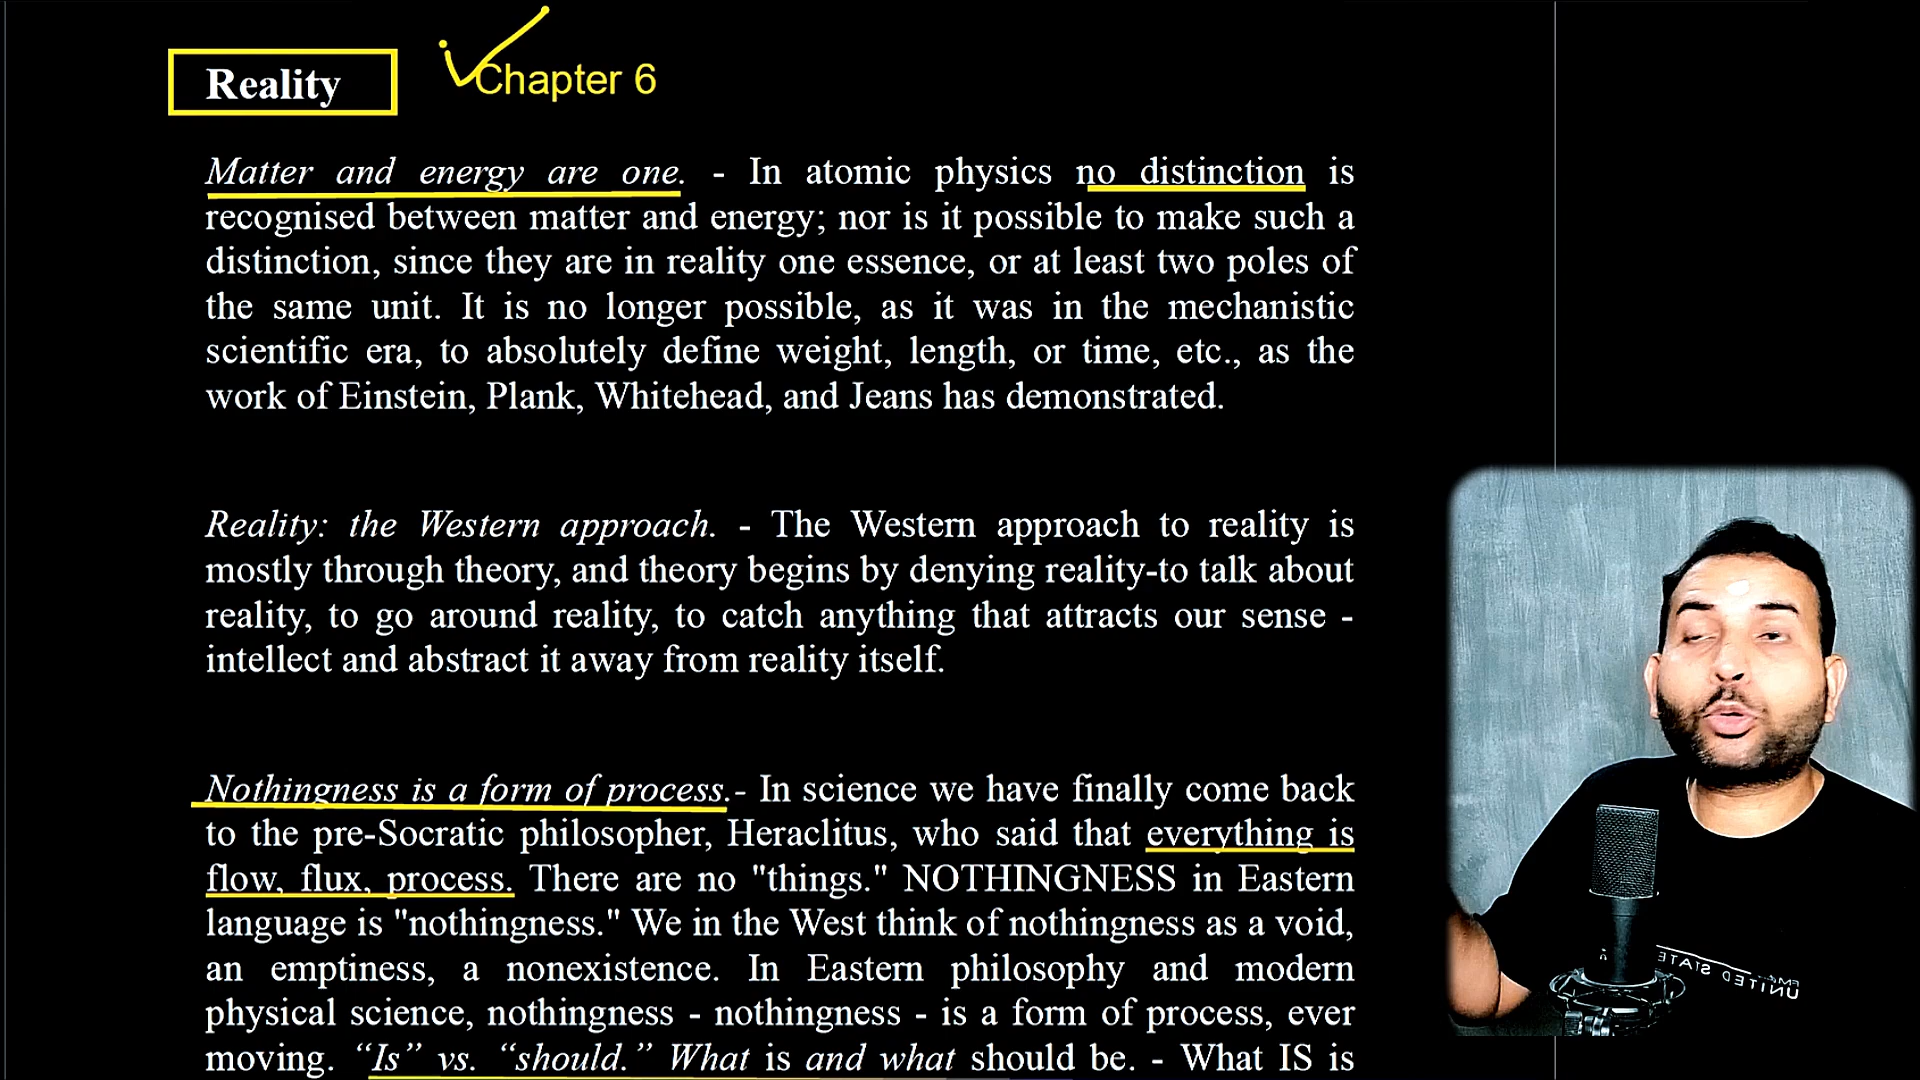 Reality
Chapter 6
Matter and energy are one. - In atomic physics no distinction is
recognised between matter and energy; nor is it possible to make such a
distinction, since they are in reality one essence, or at least two poles of
the same unit. It is no longer possible, as it was in the mechanistic
scientific era, to absolutely define weight, length, or time, etc., as the
work of Einstein, Plank, Whitehead, and Jeans has demonstrated.
Reality: the Western approach. - The Western approach to reality is
mostly through theory, and theory begins by denying reality-to talk about
reality, to go around reality, to catch anything that attracts our sense -
intellect and abstract it away from reality itself.
Nothingness is a form of process.- In science we have finally come back
to the pre-Socratic philosopher, Heraclitus, who said that everything is
flow, flux, process. There are no "things." NOTHINGNESS in Eastern
language is "nothingness." We in the West think of nothingness as a void,
an emptiness, a nonexistence. In Eastern philosophy and modern
physical science, nothingness - nothingness - is a form of process, ever
moving. “Is” vs. “should.” What is and what should be. - What IS is
UNITED STATE